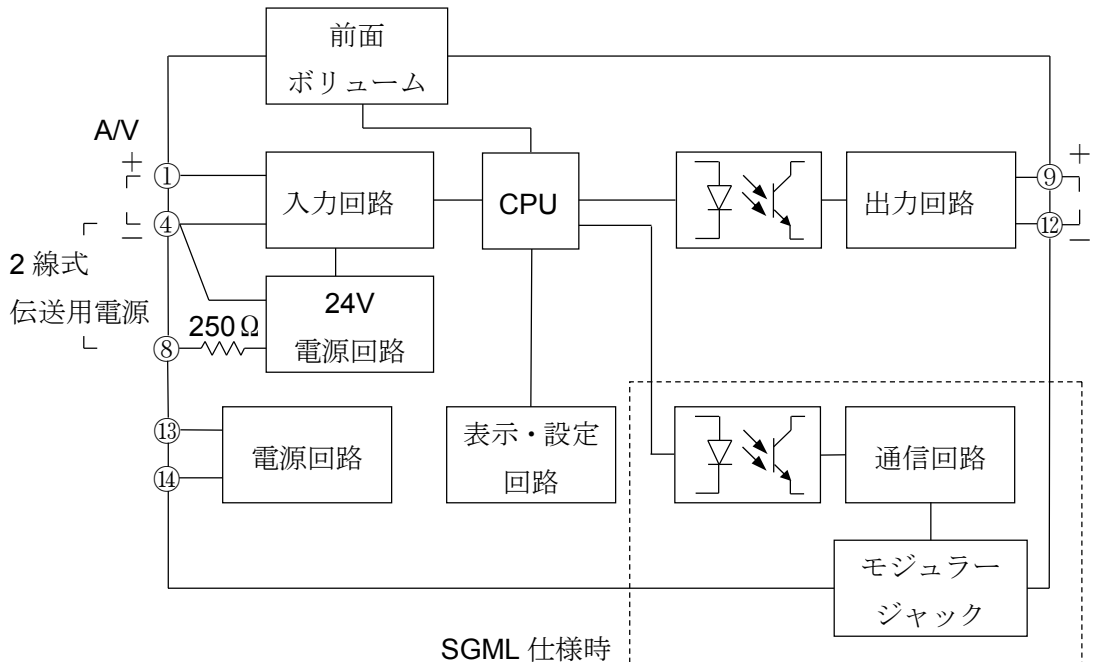 前面
ボリューム
A/V
+
①
入力回路
CPU
出力回路
⑨
+
④
−
⑫
−
2 線式
伝送用電源
24V
電源回路
250 Ω
⑧
⑬
電源回路
⑭
表示・設定
回路
通信回路
モジュラー
ジャック
SGML 仕様時